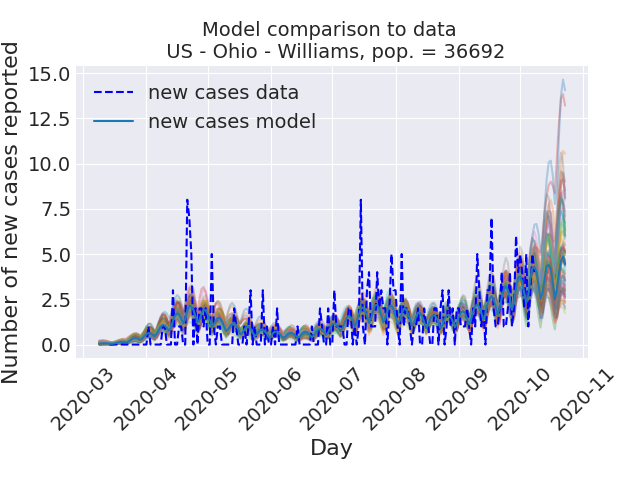 Model comparison to data
US - Ohio - Williams, pop. = 36692
Number of new cases reported
15.0
12.5
10.0
7.5
5.0
2.5
0.0
new cases data
new cases model
2020-03
2020-04
2020-05
2020-06
2020-07
2020-08
2020-09
2020-10
2020-11
Day